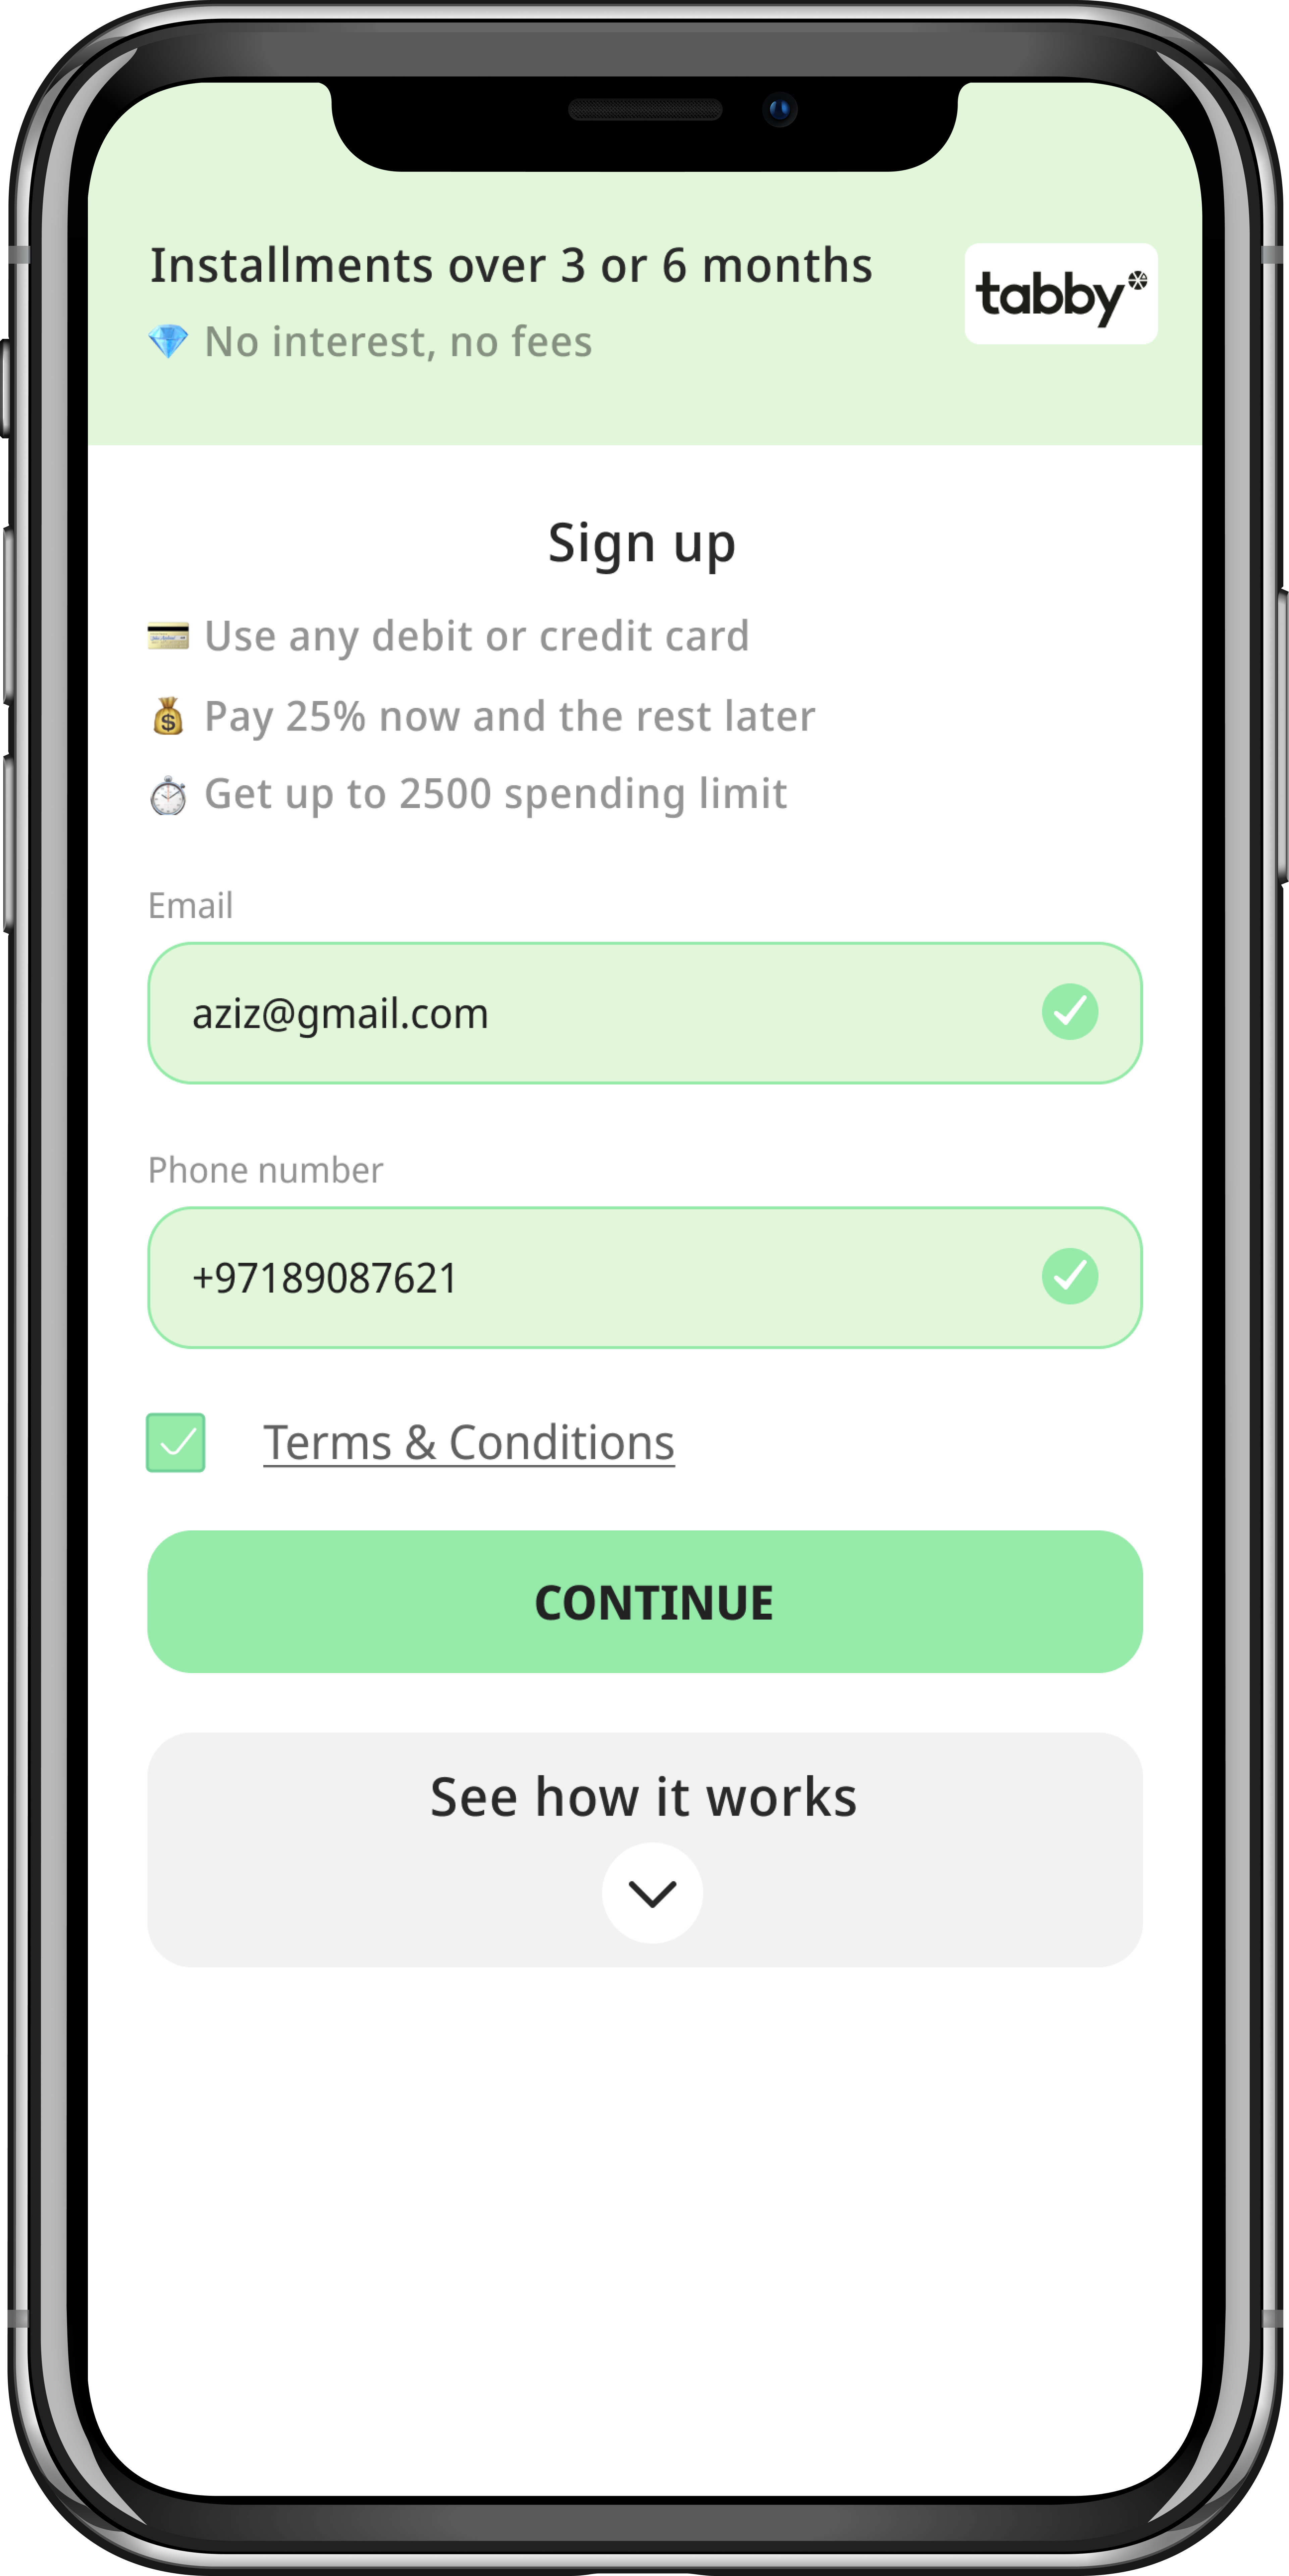 Installments over 3 or 6 months
tabby
No interest, no fees
Sign up
Use any debit or credit card
Pay 25% now and the rest later
Get up to 2500 spending limit
Email
aziz@gmail.com
Phone number
+97189087621
Terms & Conditions
CONTINUE
See how it works